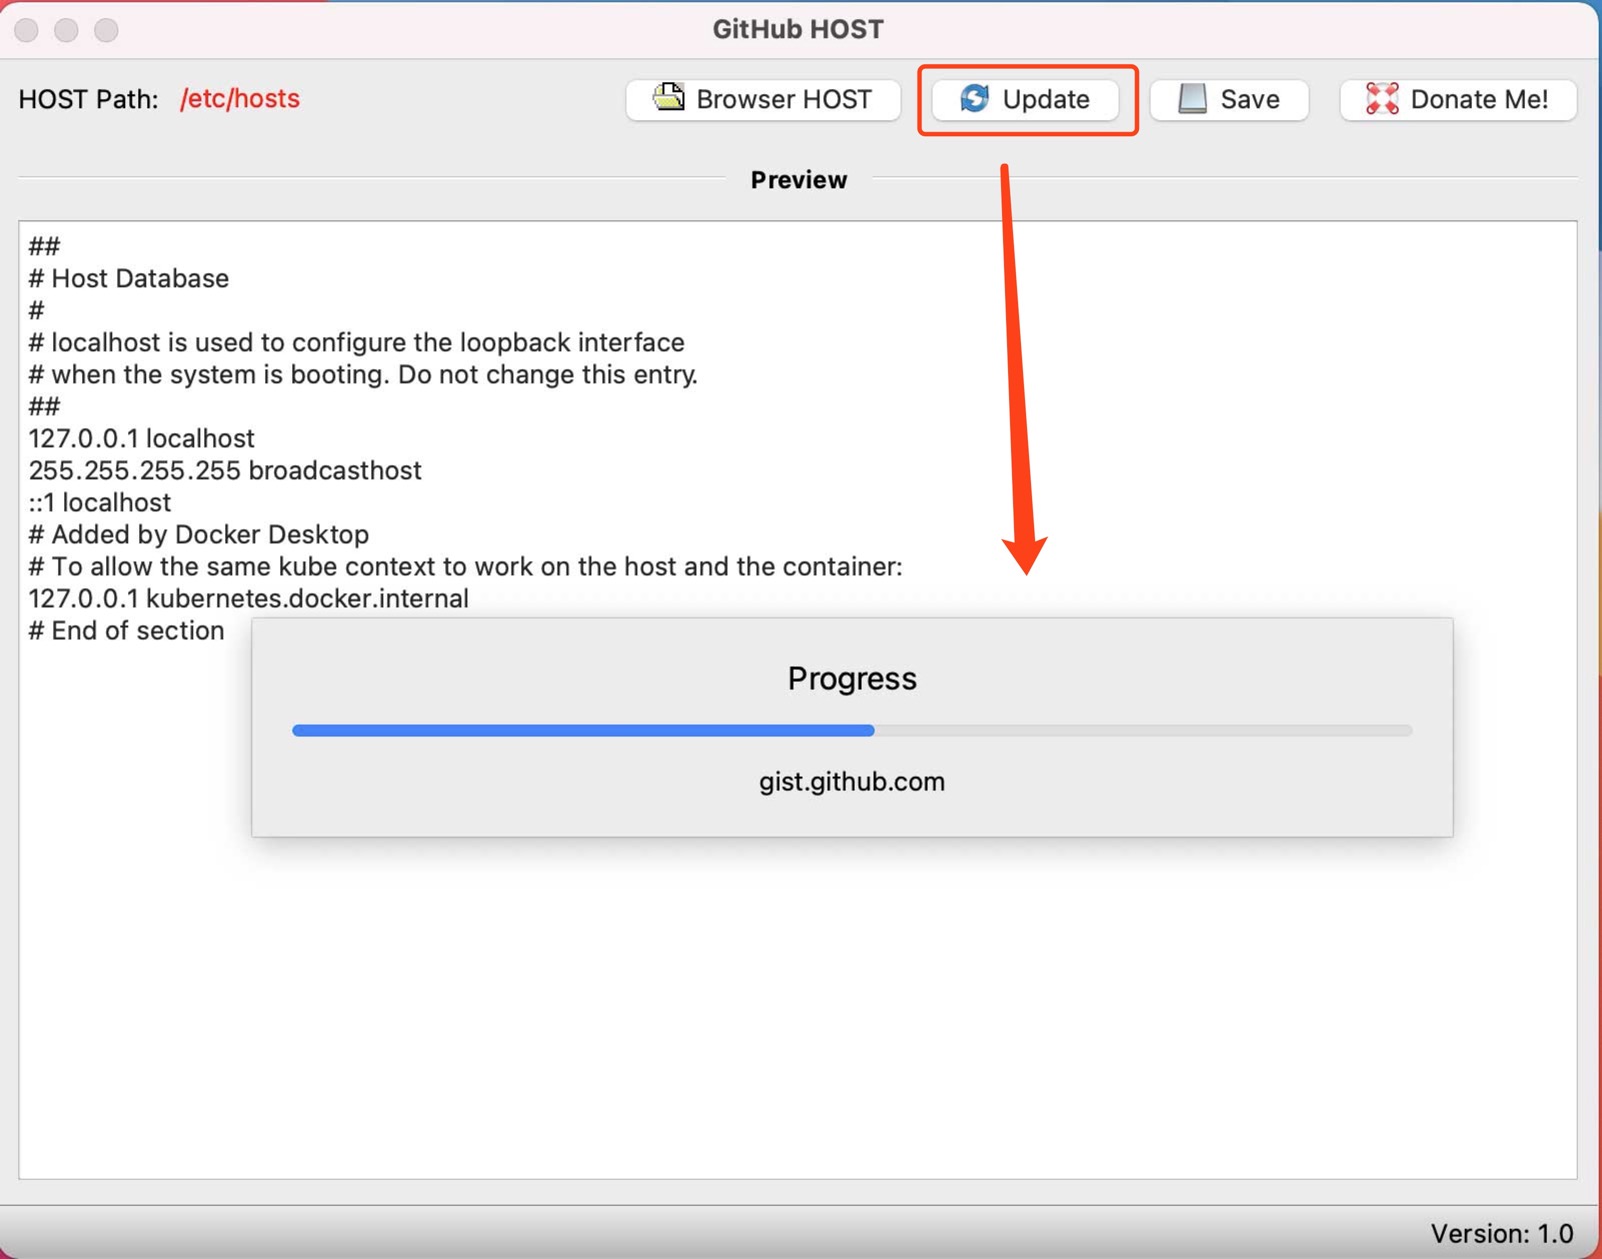 GitHub HOST
HOST Path: /etc/hosts
Browser HOST
Update
Save
Donate Me!
Preview
##
# Host Database
#
# localhost is used to configure the loopback interface
# when the system is booting. Do not change this entry.
##
127.0.0.1 localhost
255.255.255.255 broadcasthost
::1 localhost
# Added by Docker Desktop
# To allow the same kube context to work on the host and the container:
127.0.0.1 kubernetes.docker.internal
# End of section
Progress
gist.github.com
Version: 1.0